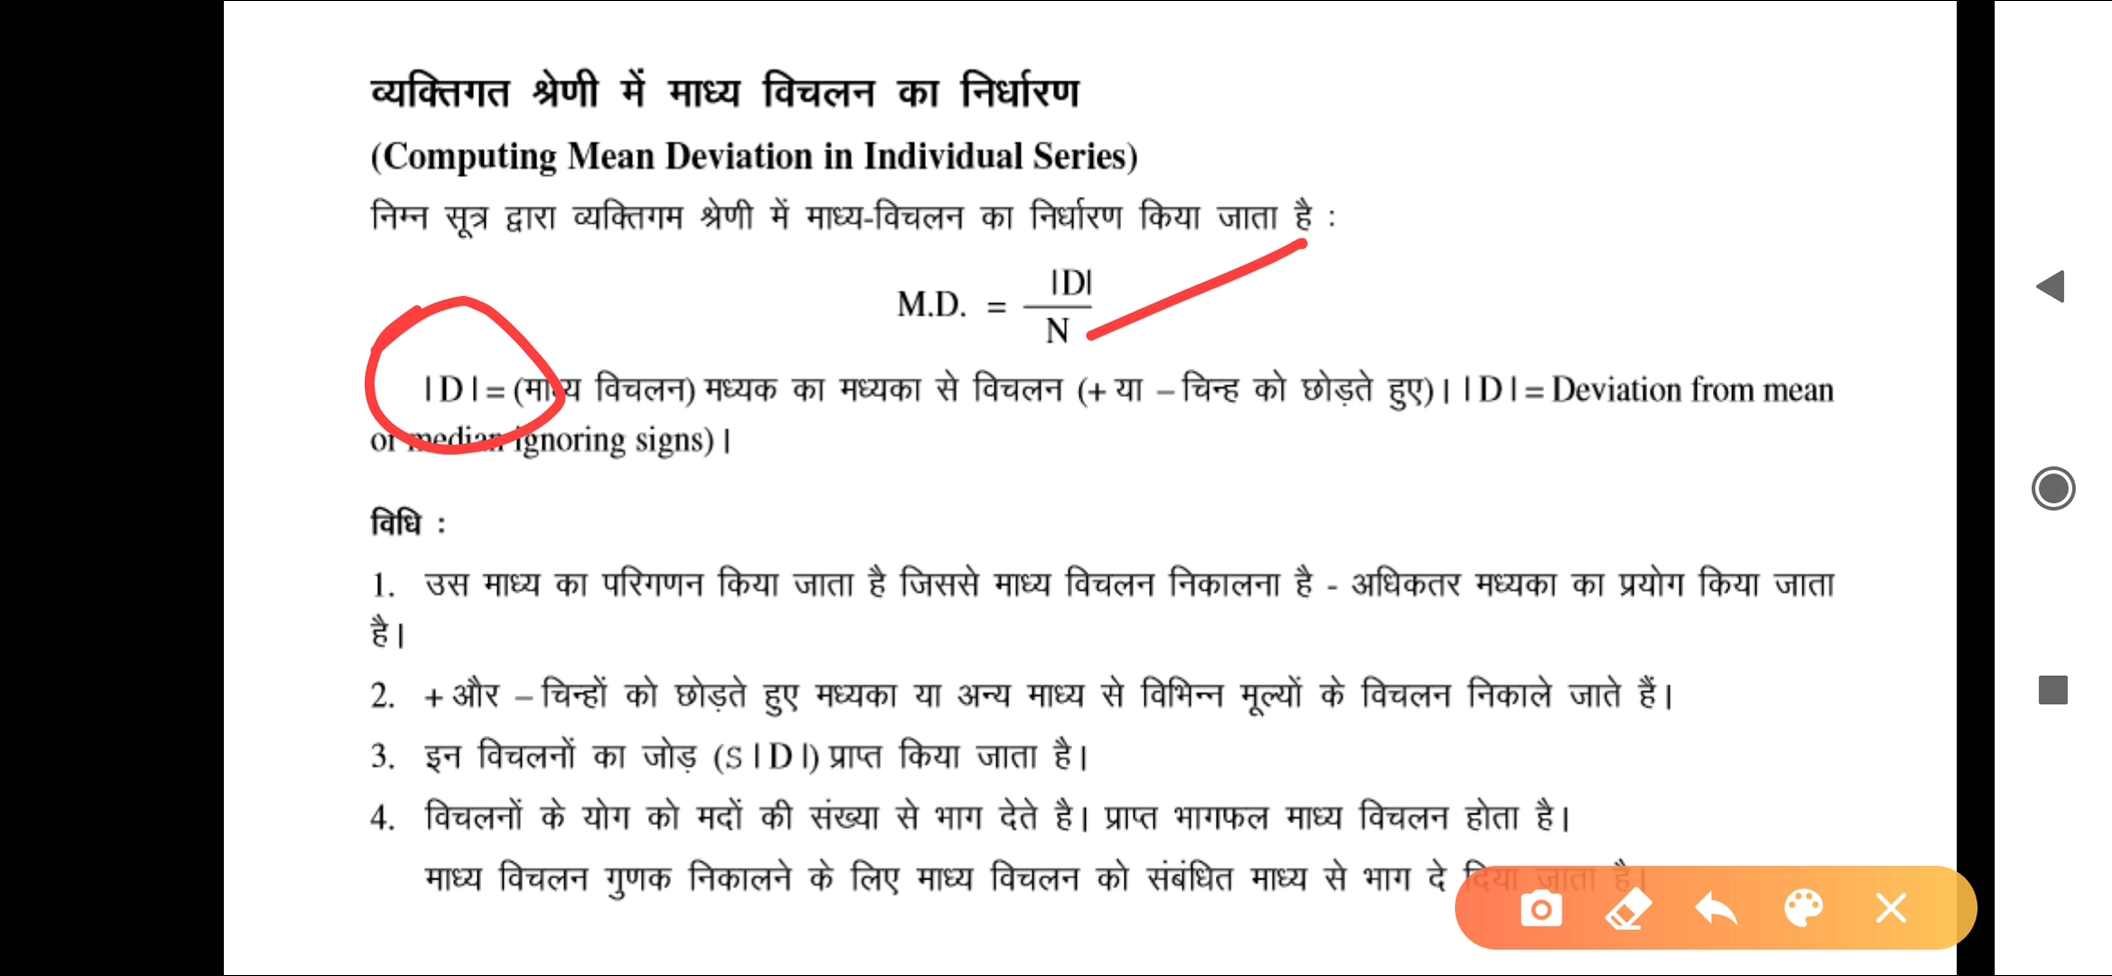 व्यक्तिगत श्रेणी में माध्य विचलन का निर्धारण
(Computing Mean Deviation in Individual Series)
निम्न सूत्र द्वारा व्यक्तिगम श्रेणी में माध्य-विचलन का निर्धारण किया जाता है :
M.D. = |D| / N
| D | = (माध्य विचलन) मध्यक का मध्यका से विचलन (+ या – चिन्ह को छोड़ते हुए)। | D | = Deviation from mean
or median ignoring signs)।
विधि :
1. उस माध्य का परिगणन किया जाता है जिससे माध्य विचलन निकालना है - अधिकतर मध्यका का प्रयोग किया जाता
है।
2. + और – चिन्हों को छोड़ते हुए मध्यका या अन्य माध्य से विभिन्न मूल्यों के विचलन निकाले जाते हैं।
3. इन विचलनों का जोड़ (S | D |) प्राप्त किया जाता है।
4. विचलनों के योग को मदों की संख्या से भाग देते है। प्राप्त भागफल माध्य विचलन होता है।
माध्य विचलन गुणक निकालने के लिए माध्य विचलन को संबंधित माध्य से भाग दे दिया जाता है।